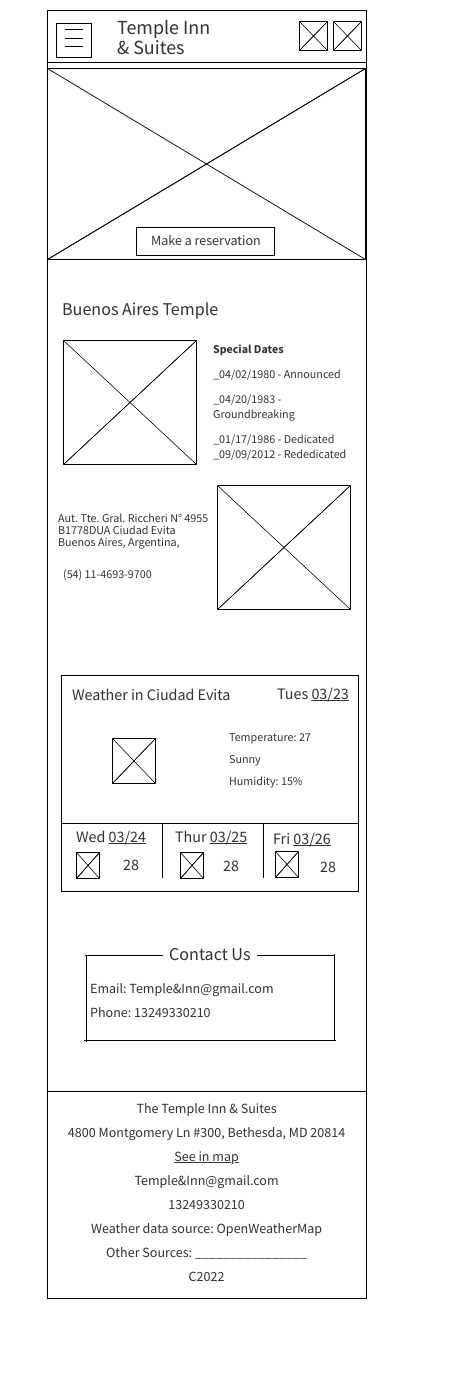 Temple Inn
& Suites
Make a reservation
Buenos Aires Temple
Special Dates
_04/02/1980 - Announced
_04/20/1983 -
Groundbreaking
_01/17/1986 - Dedicated
_09/09/2012 - Rededicated
Aut. Tte. Gral. Riccheri N° 4955
B1778DUA Ciudad Evita
Buenos Aires, Argentina,
(54) 11-4693-9700
Weather in Ciudad Evita
Tues 03/23
Temperature: 27
Sunny
Humidity: 15%
Wed 03/24
28
Thur 03/25
28
Fri 03/26
28
Contact Us
Email: Temple&Inn@gmail.com
Phone: 13249330210
The Temple Inn & Suites
4800 Montgomery Ln #300, Bethesda, MD 20814
See in map
Temple&Inn@gmail.com
13249330210
Weather data source: OpenWeatherMap
Other Sources: ________________
C2022